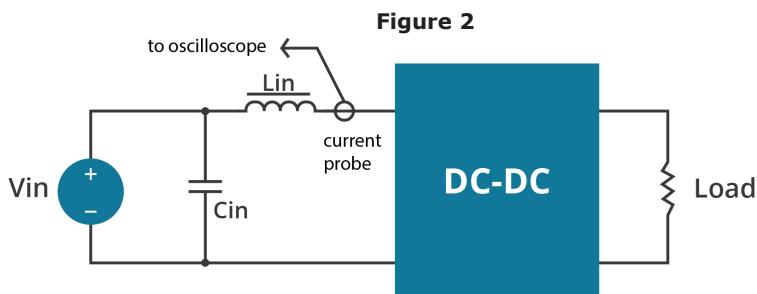 Figure 2
to oscilloscope
Lin
current
probe
+
DC-DC
Vin
−
Cin
Load